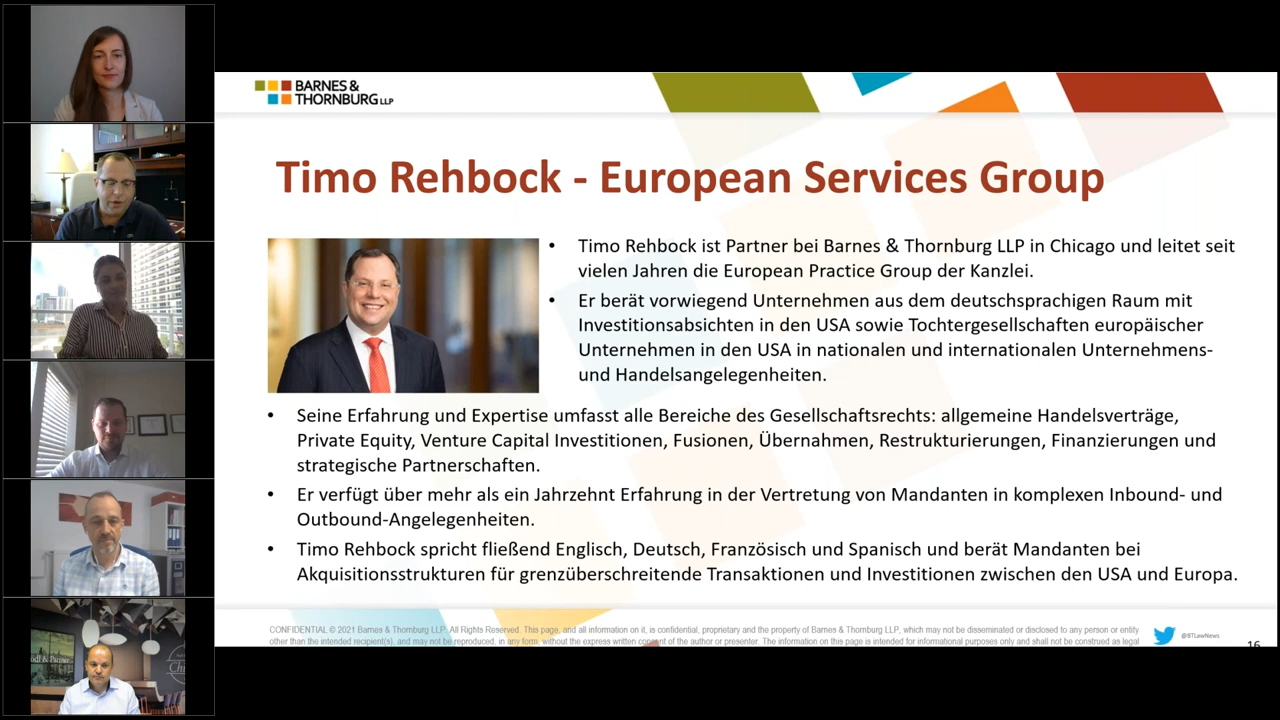 BARNES &
THORNBURG LLP
Timo Rehbock - European Services Group
• Timo Rehbock ist Partner bei Barnes & Thornburg LLP in Chicago und leitet seit
vielen Jahren die European Practice Group der Kanzlei.
• Er berät vorwiegend Unternehmen aus dem deutschsprachigen Raum mit
Investitionsabsichten in den USA sowie Tochtergesellschaften europäischer
Unternehmen in den USA in nationalen und internationalen Unternehmens-
und Handelsangelegenheiten.
• Seine Erfahrung und Expertise umfasst alle Bereiche des Gesellschaftsrechts: allgemeine Handelsverträge,
Private Equity, Venture Capital Investitionen, Fusionen, Übernahmen, Restrukturierungen, Finanzierungen und
strategische Partnerschaften.
• Er verfügt über mehr als ein Jahrzehnt Erfahrung in der Vertretung von Mandanten in komplexen Inbound- und
Outbound-Angelegenheiten.
• Timo Rehbock spricht fließend Englisch, Deutsch, Französisch und Spanisch und berät Mandanten bei
Akquisitionsstrukturen für grenzüberschreitende Transaktionen und Investitionen zwischen den USA und Europa.
CONFIDENTIAL © 2021 Barnes & Thornburg LLP. All Rights Reserved. This page, and all information on it, is confidential, proprietary and the property of Barnes & Thornburg LLP, which may not be disseminated or disclosed to any person or entity
other than the intended recipient(s), and may not be reproduced, in any form, without the express written consent of the author or presenter. The information on this page is intended for informational purposes only and shall not be construed as legal
@BTLawNews
16
& Partner